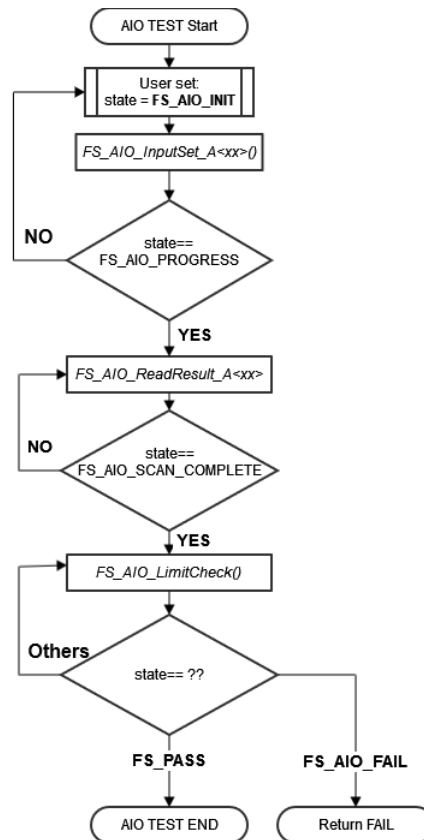 AIO TEST Start
User set:
state = FS_AIO_INIT
FS_AIO_InputSet_A<xx>()
NO
state==
FS_AIO_PROGRESS
YES
FS_AIO_ReadResult_A<xx>
NO
state==
FS_AIO_SCAN_COMPLETE
YES
FS_AIO_LimitCheck()
Others
state== ??
FS_PASS
FS_AIO_FAIL
AIO TEST END
Return FAIL